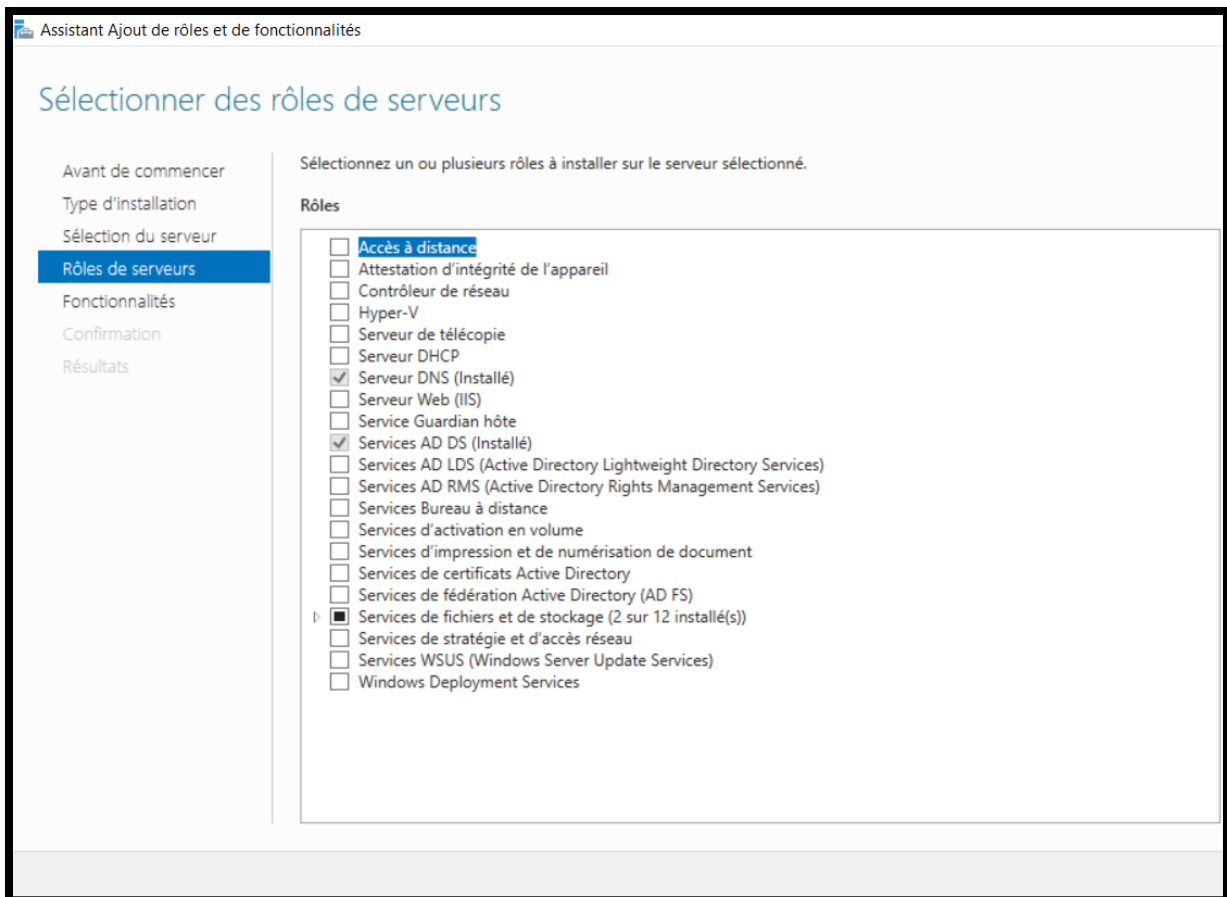 Assistant Ajout de rôles et de fonctionnalités
Sélectionner des rôles de serveurs
Avant de commencer
Type d'installation
Sélection du serveur
Rôles de serveurs
Fonctionnalités
Confirmation
Résultats
Sélectionnez un ou plusieurs rôles à installer sur le serveur sélectionné.
Rôles
Accès à distance
Attestation d'intégrité de l'appareil
Contrôleur de réseau
Hyper-V
Serveur de télécopie
Serveur DHCP
Serveur DNS (Installé)
Serveur Web (IIS)
Service Guardian hôte
Services AD DS (Installé)
Services AD LDS (Active Directory Lightweight Directory Services)
Services AD RMS (Active Directory Rights Management Services)
Services Bureau à distance
Services d'activation en volume
Services d'impression et de numérisation de document
Services de certificats Active Directory
Services de fédération Active Directory (AD FS)
Services de fichiers et de stockage (2 sur 12 installé(s))
Services de stratégie et d'accès réseau
Services WSUS (Windows Server Update Services)
Windows Deployment Services